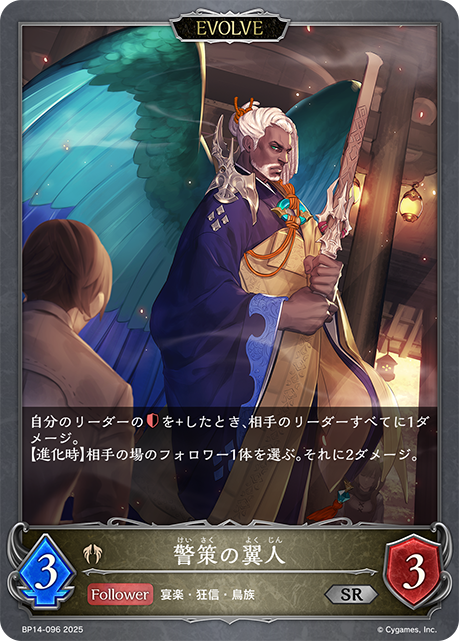 EVOLVE
自分のリーダーのを+したとき、相手のリーダーすべてに1ダ
メージ。
【進化時】相手の場のフォロワー1体を選ぶ。それに2ダメージ。
けいさく よくじん
警策の翼人
3
Follower 宴楽・狂信・鳥族 SR
3
BP14-096 2025 © Cygames, Inc.